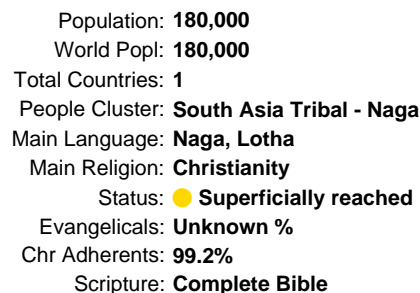 Population: 180,000
World Popl: 180,000
Total Countries: 1
People Cluster: South Asia Tribal - Naga
Main Language: Naga, Lotha
Main Religion: Christianity
Status: Superficially reached
Evangelicals: Unknown %
Chr Adherents: 99.2%
Scripture: Complete Bible